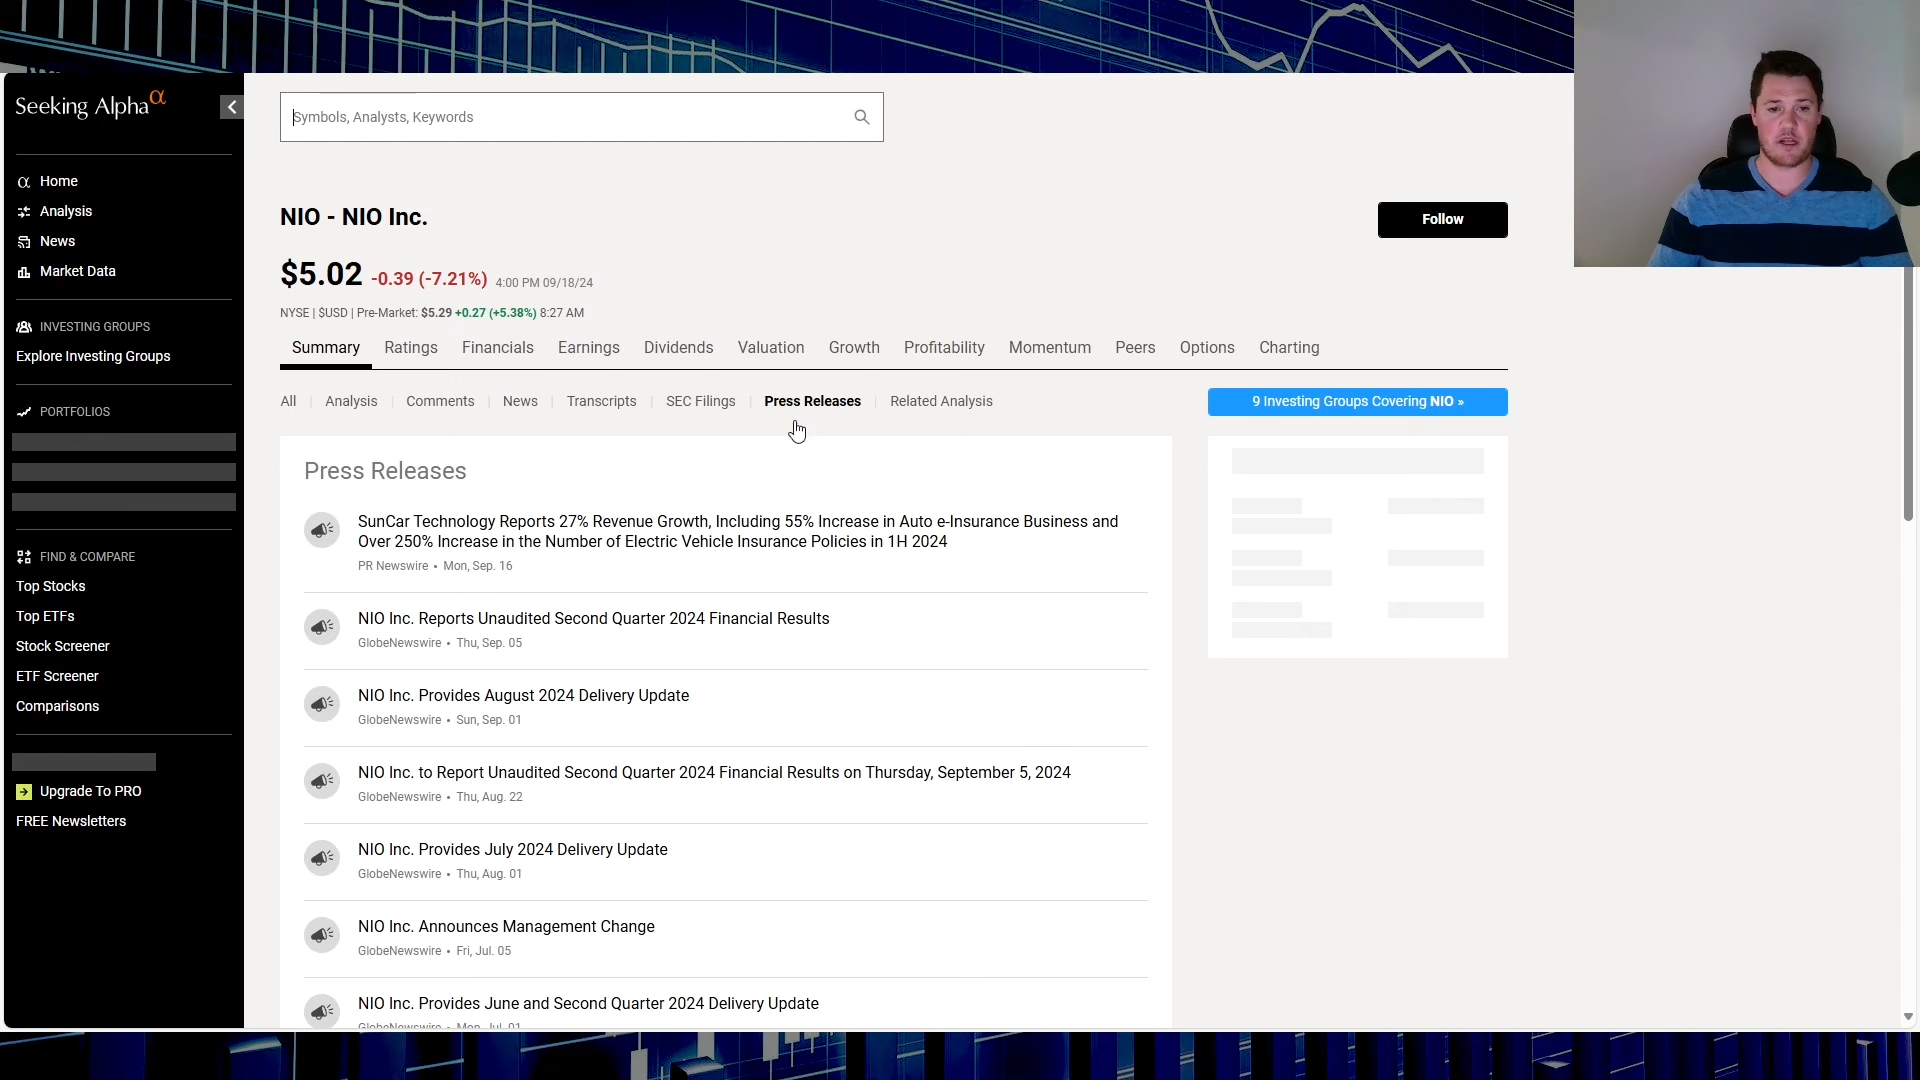 Seeking Alpha α
Symbols, Analysts, Keywords
Home
Analysis
News
Market Data
INVESTING GROUPS
Explore Investing Groups
PORTFOLIOS
FIND & COMPARE
Top Stocks
Top ETFs
Stock Screener
ETF Screener
Comparisons
Upgrade To PRO
FREE Newsletters
NIO - NIO Inc.
Follow
$5.02 -0.39 (-7.21%) 4:00 PM 09/18/24
NYSE | $USD | Pre-Market: $5.29 +0.27 (+5.38%) 8:27 AM
Summary Ratings Financials Earnings Dividends Valuation Growth Profitability Momentum Peers Options Charting
All | Analysis | Comments | News | Transcripts | SEC Filings | Press Releases | Related Analysis
9 Investing Groups Covering NIO »
Press Releases
SunCar Technology Reports 27% Revenue Growth, Including 55% Increase in Auto e-Insurance Business and
Over 250% Increase in the Number of Electric Vehicle Insurance Policies in 1H 2024
PR Newswire • Mon, Sep. 16
NIO Inc. Reports Unaudited Second Quarter 2024 Financial Results
GlobeNewswire • Thu, Sep. 05
NIO Inc. Provides August 2024 Delivery Update
GlobeNewswire • Sun, Sep. 01
NIO Inc. to Report Unaudited Second Quarter 2024 Financial Results on Thursday, September 5, 2024
GlobeNewswire • Thu, Aug. 22
NIO Inc. Provides July 2024 Delivery Update
GlobeNewswire • Thu, Aug. 01
NIO Inc. Announces Management Change
GlobeNewswire • Fri, Jul. 05
NIO Inc. Provides June and Second Quarter 2024 Delivery Update
GlobeNewswire • Mon, Jul. 01